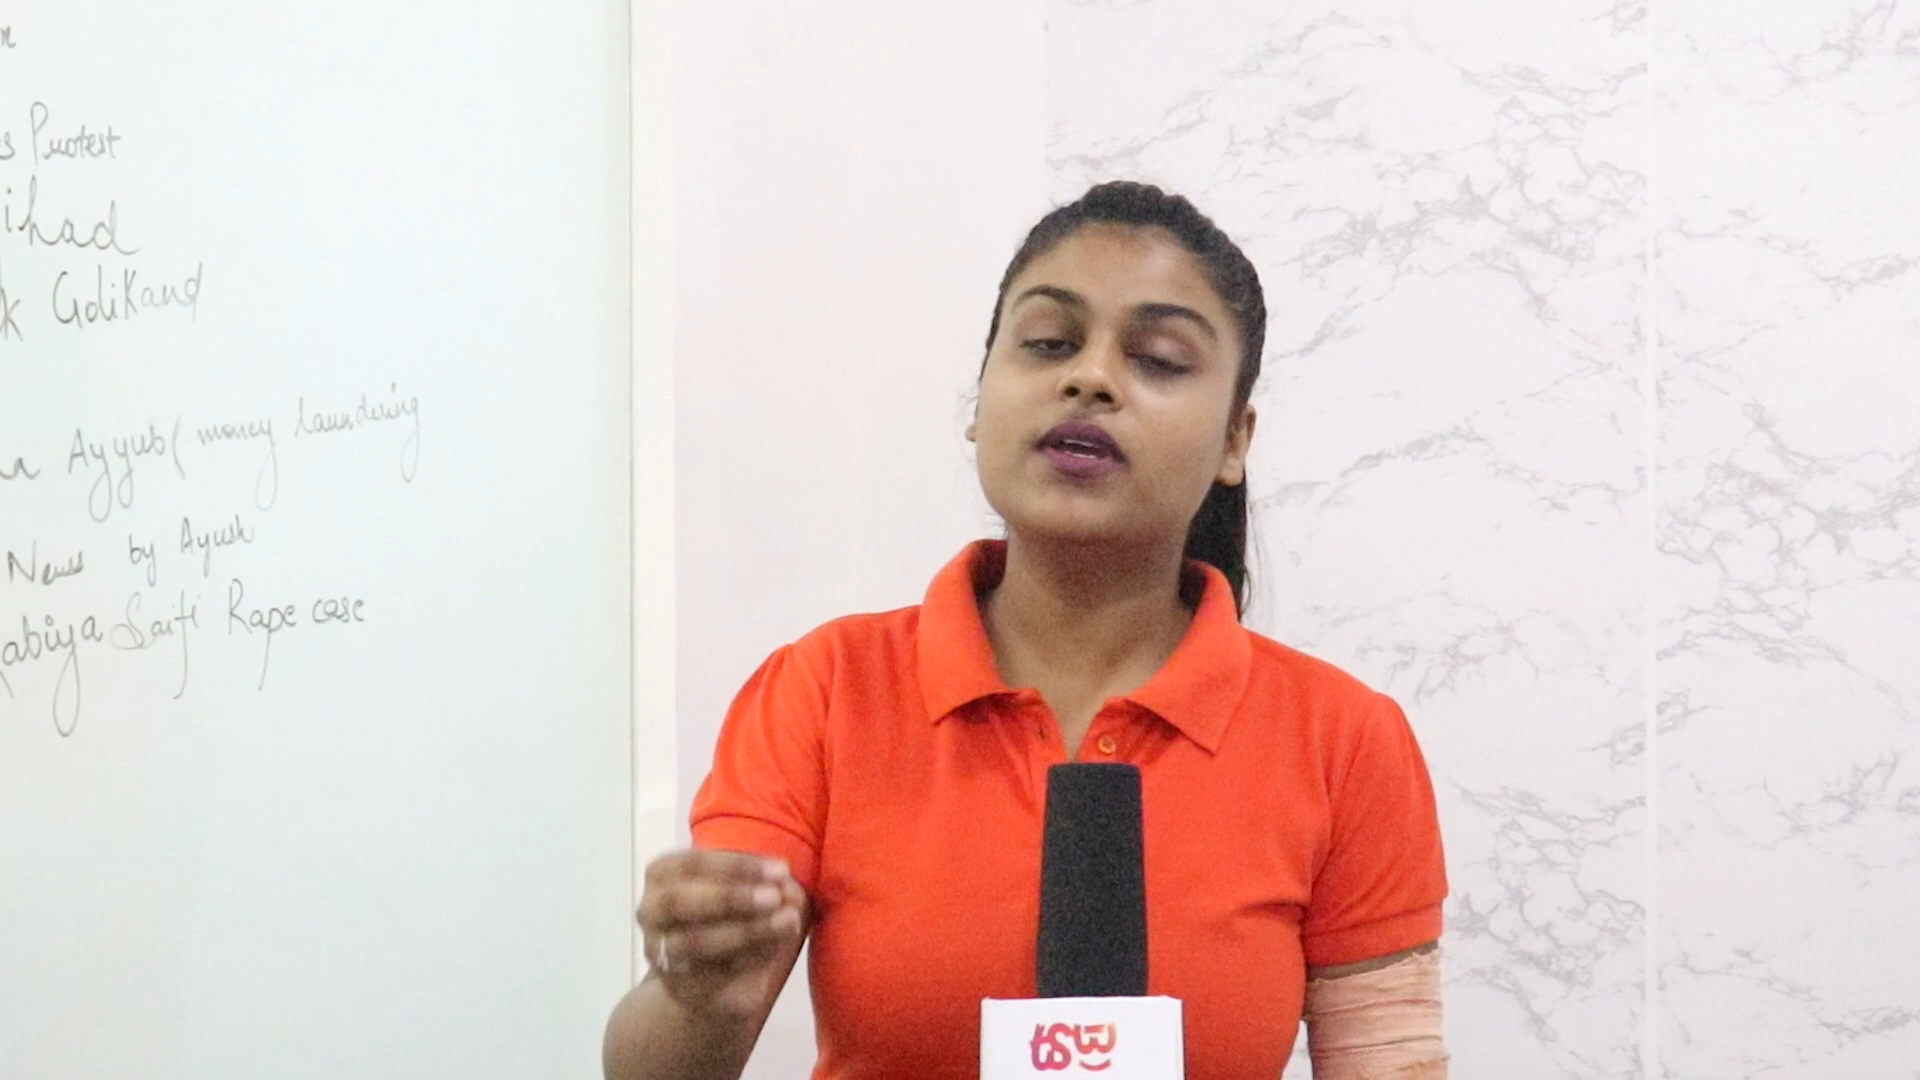 Protest
ihad
k Golikand
Ayyub (money laundering
News by Ayush
abiya Saifi Rape case